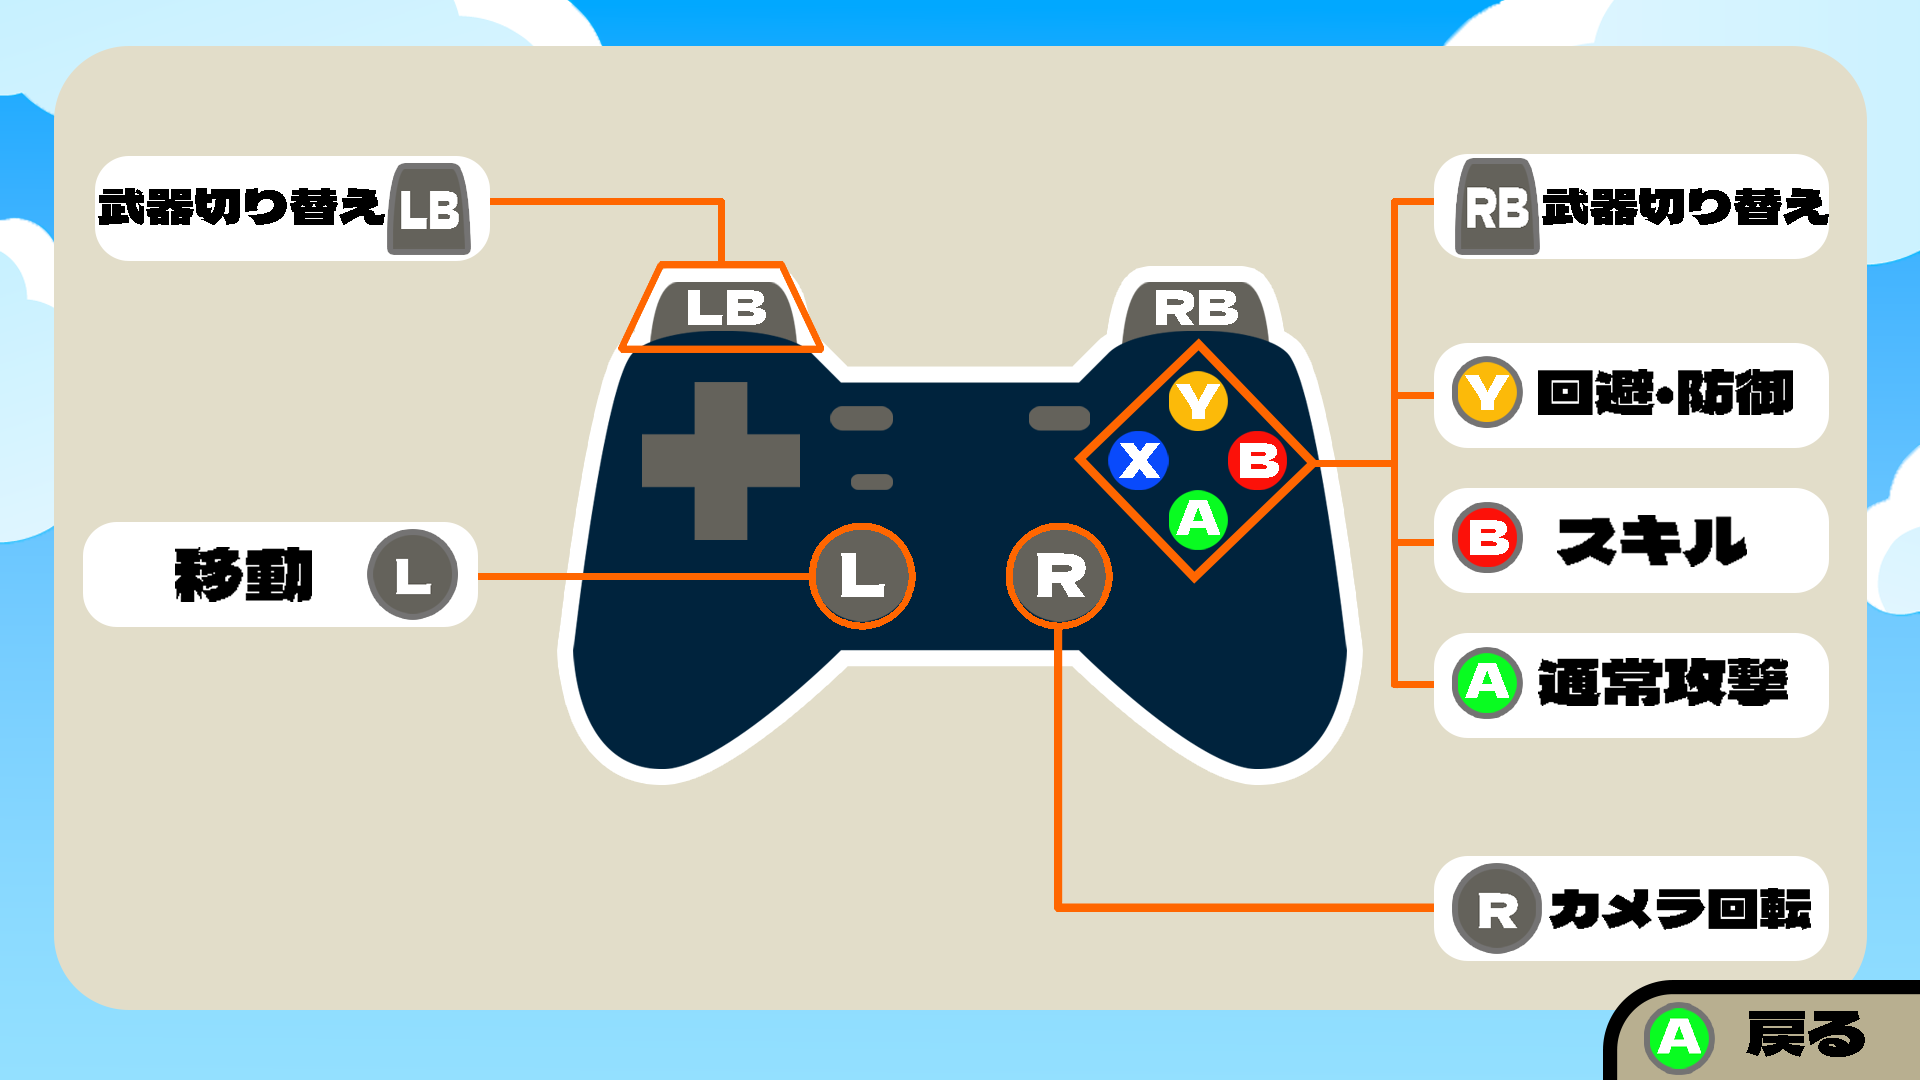 武器切り替え LB
RB 武器切り替え
LB
RB
Y 回避・防御
Y
X
B
A
B スキル
移動 L
L
R
A 通常攻撃
R カメラ回転
A 戻る